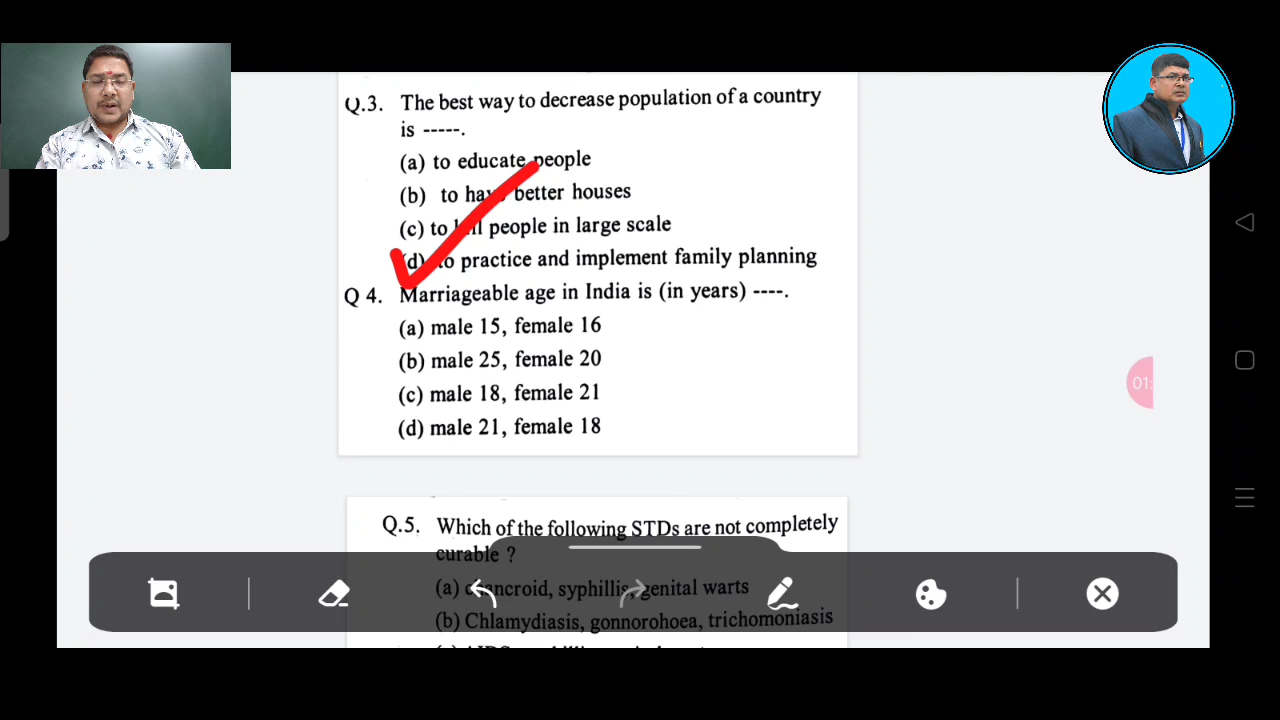 Q.3. The best way to decrease population of a country
is -----.
(a) to educate people
(b) to have better houses
(c) to kill people in large scale
(d) to practice and implement family planning
Q 4. Marriageable age in India is (in years) ----.
(a) male 15, female 16
(b) male 25, female 20
(c) male 18, female 21
(d) male 21, female 18
Q.5. Which of the following STDs are not completely
curable ?
(a) chancroid, syphillis, genital warts
(b) Chlamydiasis, gonnorohoea, trichomoniasis
01: